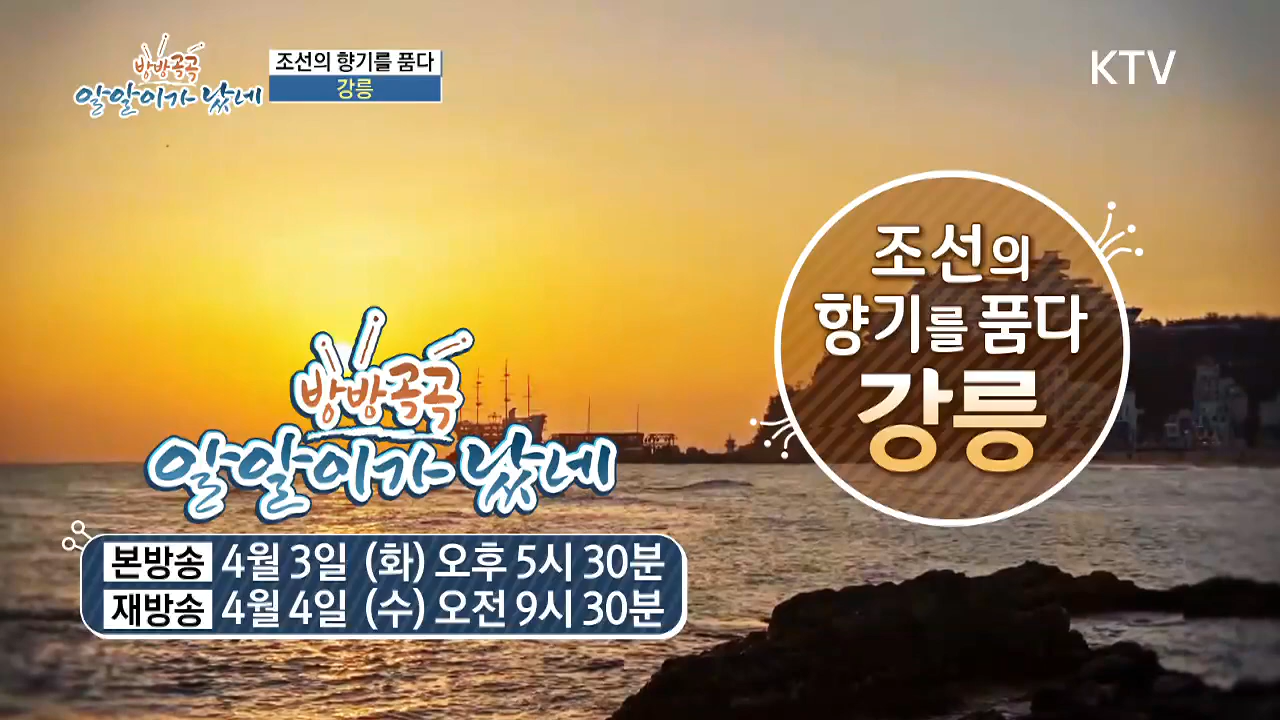 방방곡곡
알알이가 났네
조선의 향기를 품다
강릉
KTV
조선의
향기를 품다
강릉
방방곡곡
알알이가 났네
본방송 4월 3일 (화) 오후 5시 30분
재방송 4월 4일 (수) 오전 9시 30분